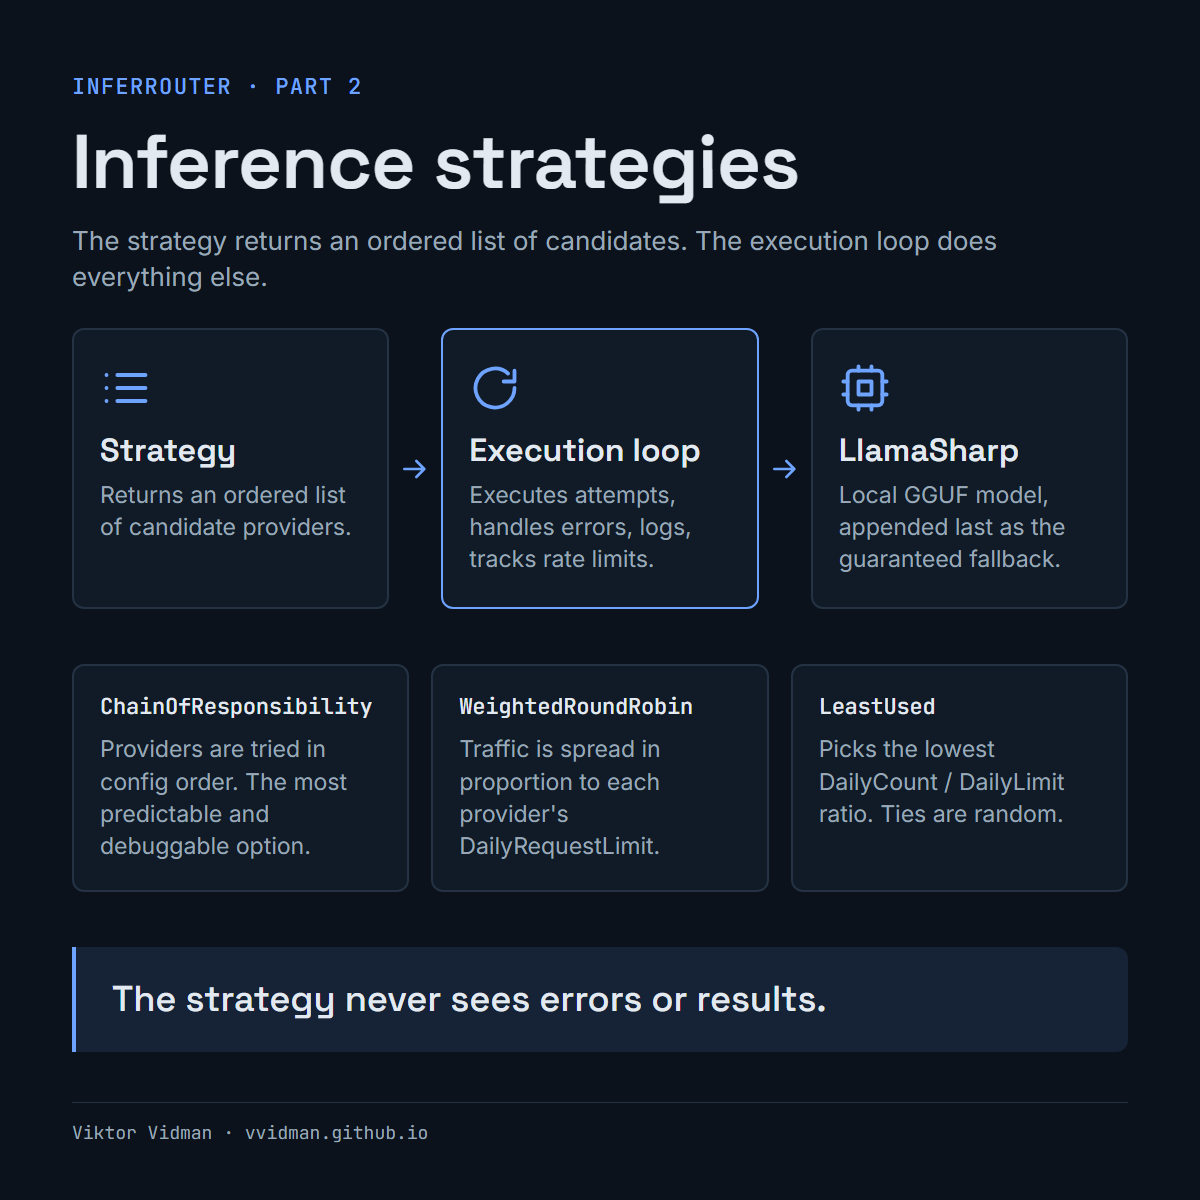 INFERROUTER · PART 2
Inference strategies
The strategy returns an ordered list of candidates. The execution loop does
everything else.
Strategy
Returns an ordered list
of candidate providers.
→
Execution loop
Executes attempts,
handles errors, logs,
tracks rate limits.
→
LlamaSharp
Local GGUF model,
appended last as the
guaranteed fallback.
ChainOfResponsibility
Providers are tried in
config order. The most
predictable and
debuggable option.
WeightedRoundRobin
Traffic is spread in
proportion to each
provider's
DailyRequestLimit.
LeastUsed
Picks the lowest
DailyCount / DailyLimit
ratio. Ties are random.
The strategy never sees errors or results.
Viktor Vidman · vvidman.github.io